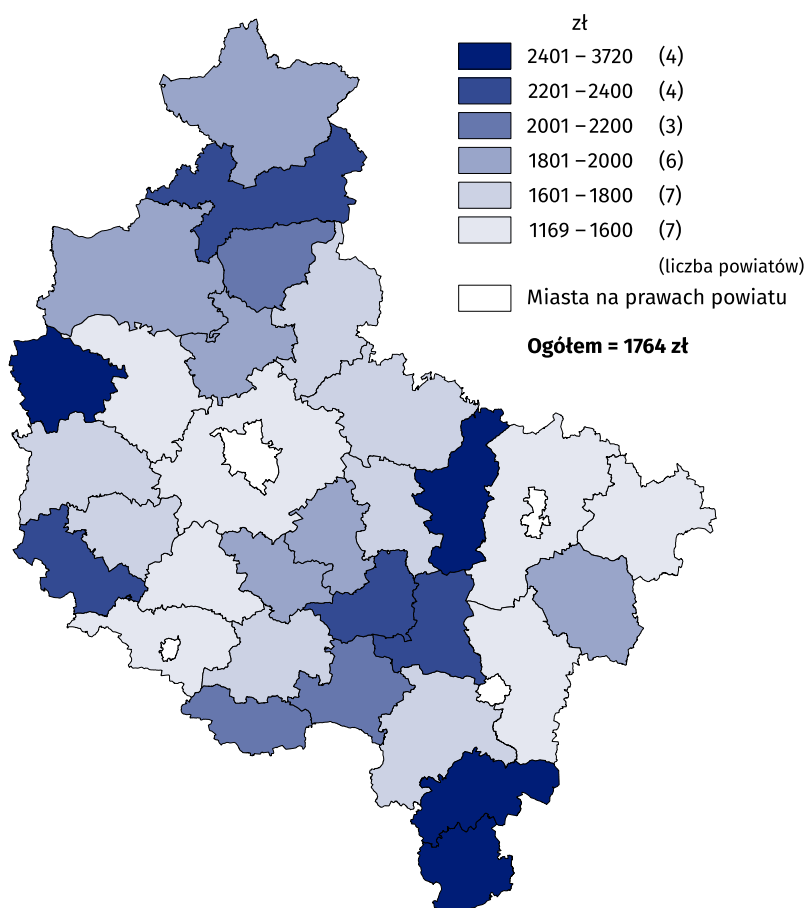 zł
2401 – 3720 (4)
2201 – 2400 (4)
2001 – 2200 (3)
1801 – 2000 (6)
1601 – 1800 (7)
1169 – 1600 (7)
(liczba powiatów)
Miasta na prawach powiatu
Ogółem = 1764 zł